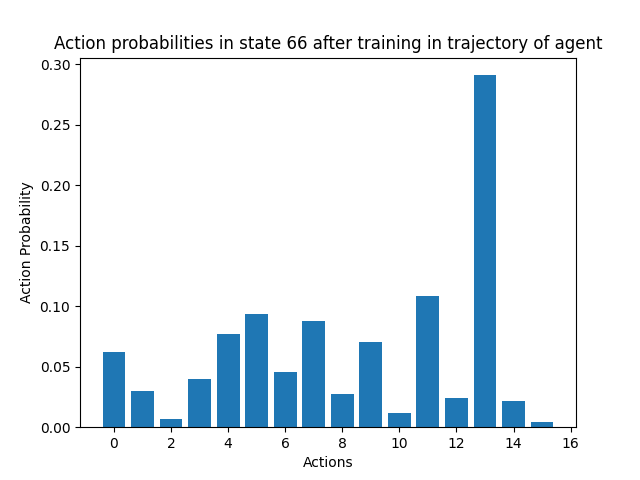 Action probabilities in state 66 after training in trajectory of agent
0.30
0.25
0.20
0.15
0.10
0.05
0.00
Action Probability
0 2 4 6 8 10 12 14 16
Actions